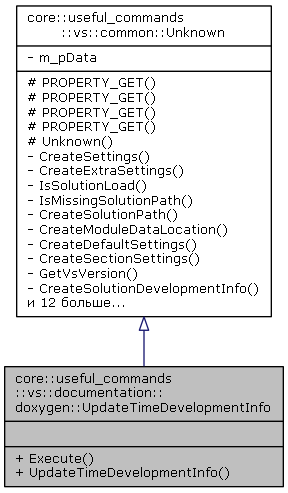 core::useful_commands
::vs::common::Unknown
- m_pData
# PROPERTY_GET()
# PROPERTY_GET()
# PROPERTY_GET()
# PROPERTY_GET()
# Unknown()
- CreateSettings()
- CreateExtraSettings()
- IsSolutionLoad()
- IsMissingSolutionPath()
- CreateSolutionPath()
- CreateModuleDataLocation()
- CreateDefaultSettings()
- CreateSectionSettings()
- GetVsVersion()
- CreateSolutionDevelopmentInfo()
и 12 больше...
core::useful_commands
::vs::documentation::
doxygen::UpdateTimeDevelopmentInfo
+ Execute()
+ UpdateTimeDevelopmentInfo()